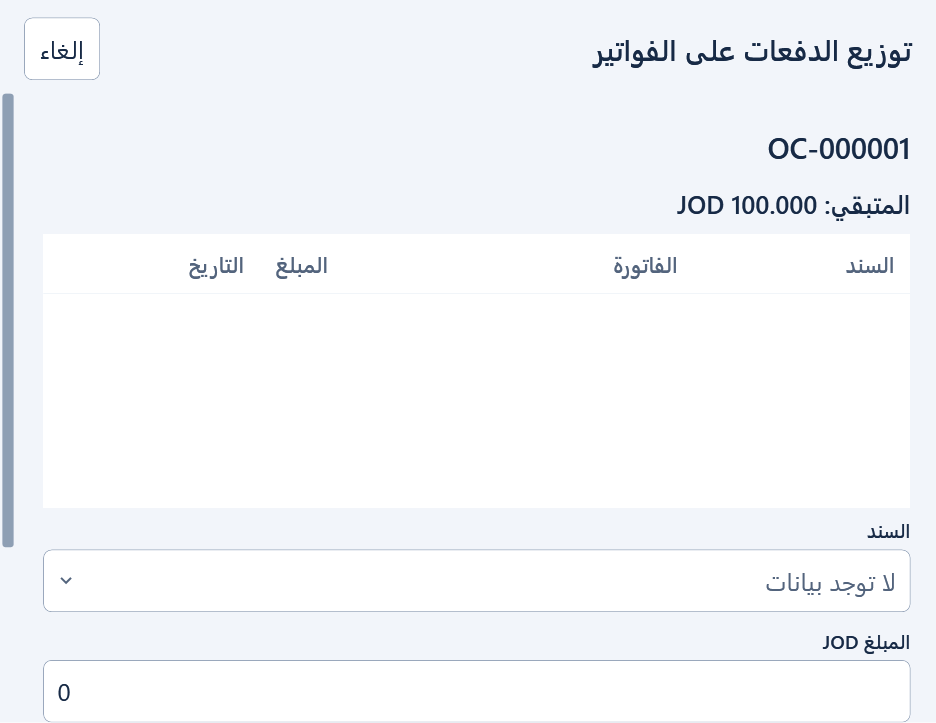 توزيع الدفعات على الفواتير
إلغاء
OC-000001
المتبقي: JOD 100.000
السند الفاتورة المبلغ التاريخ
السند
لا توجد بيانات
المبلغ JOD
0